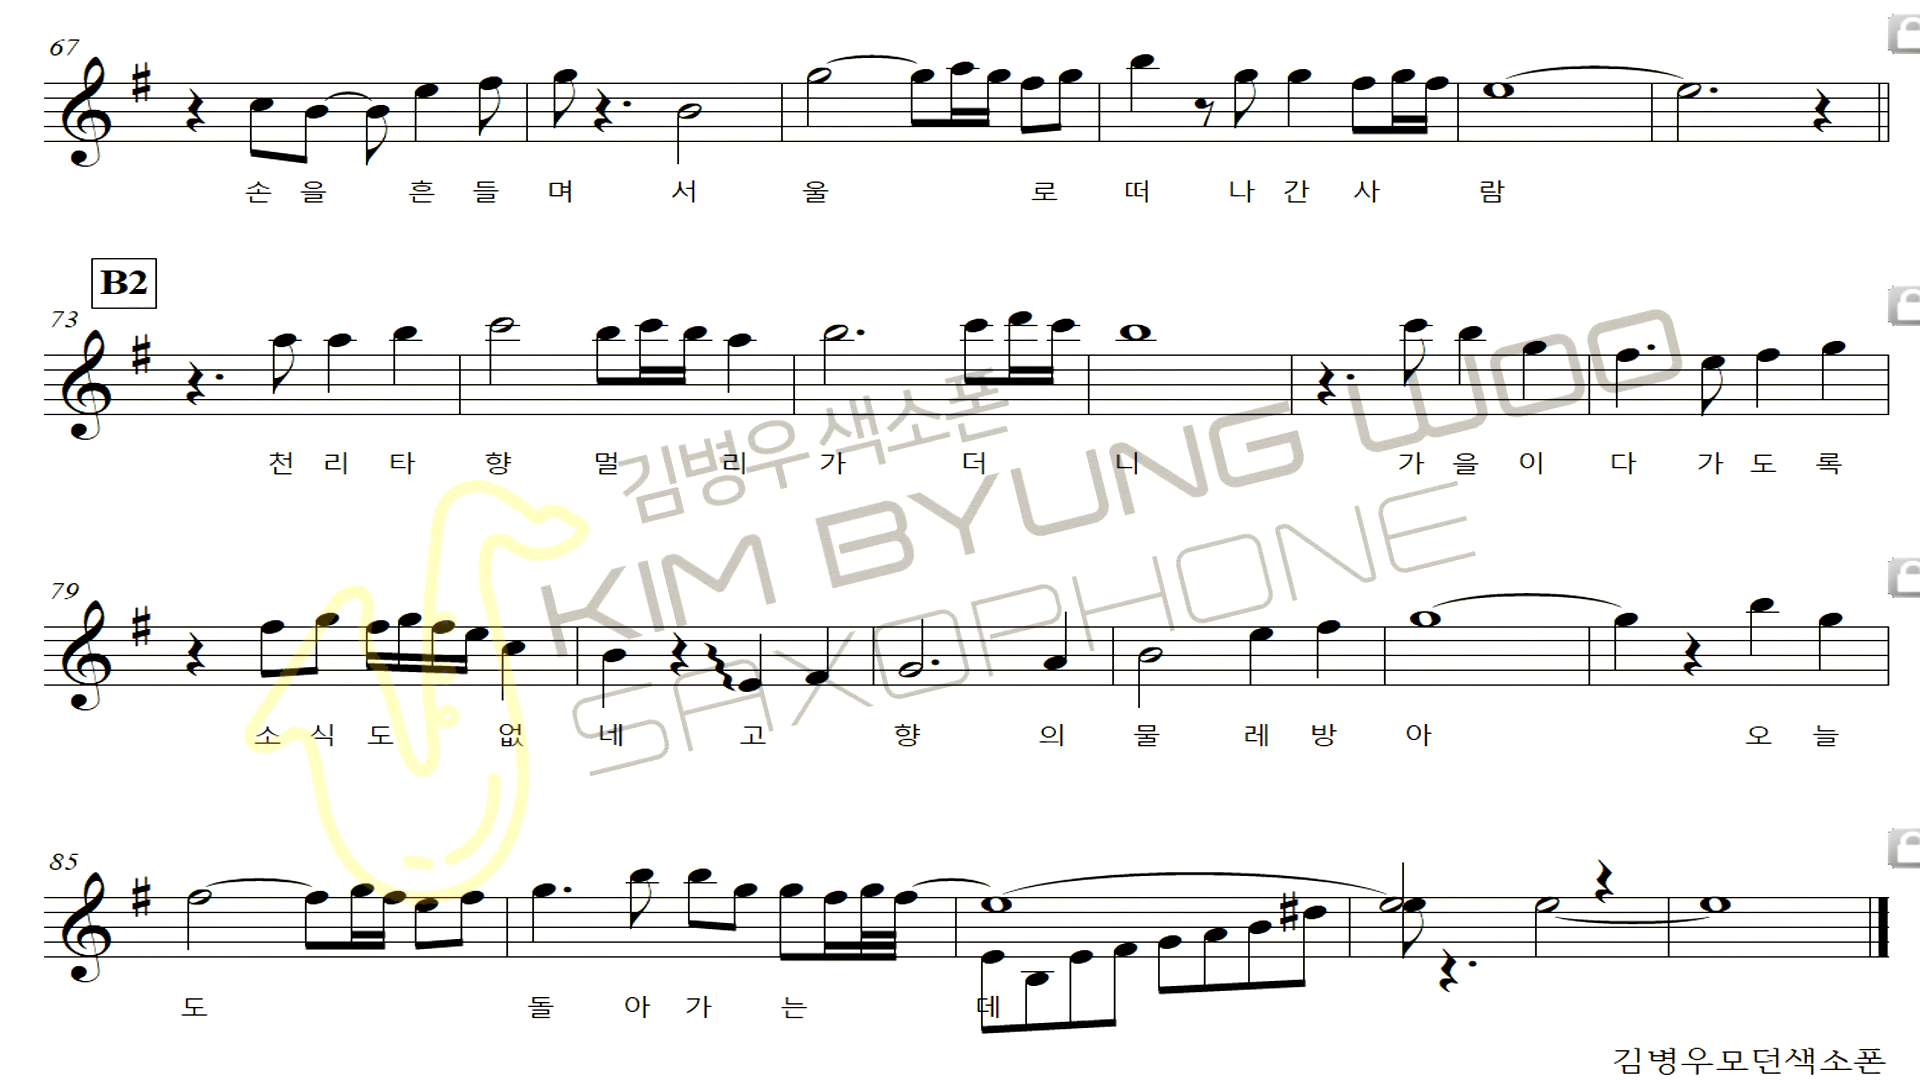 67
손 을 흔 들 며 서 울 로 떠 나 간 사 람
B2
73
천 리 타 향 멀 리 가 더 니 가 을 이 다 가 도 록
김병우 색소폰
KIM BYUNG WOO
SAXOPHONE
79
소 식 도 없 네 고 향 의 물 레 방 아 오 늘
85
도 돌 아 가 는 데
김병우모던색소폰